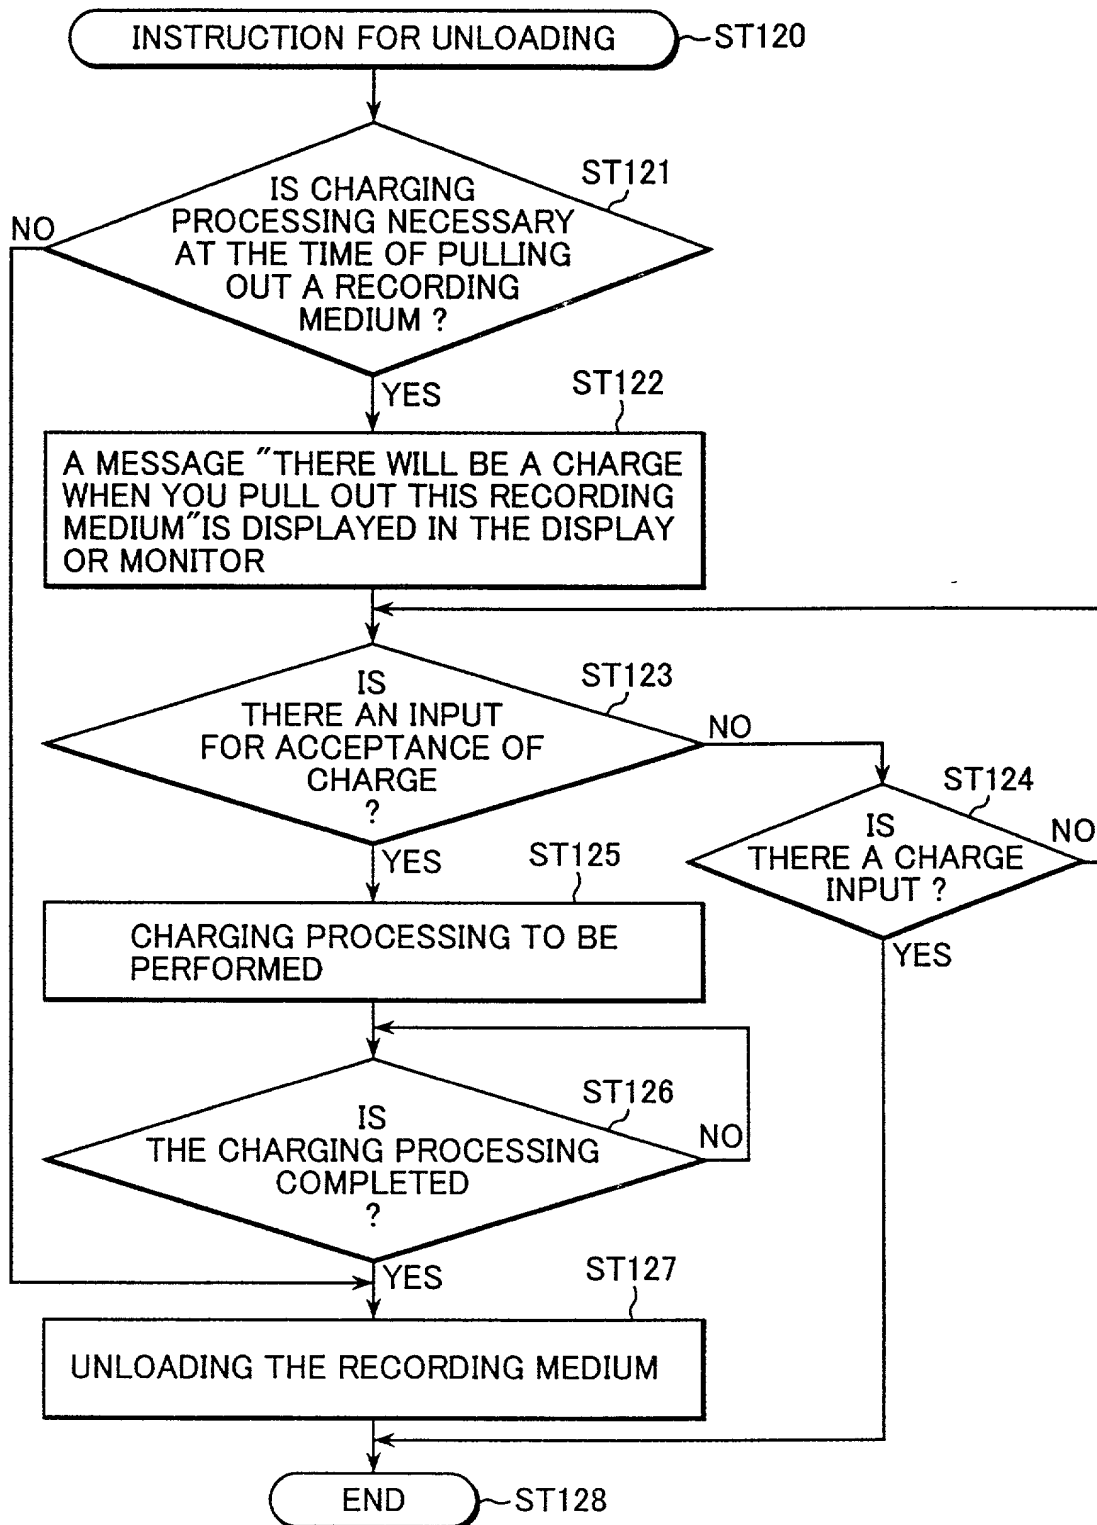 INSTRUCTION FOR UNLOADING
ST120
ST121
IS CHARGING
PROCESSING NECESSARY
AT THE TIME OF PULLING
OUT A RECORDING
MEDIUM ?
NO
YES
ST122
A MESSAGE "THERE WILL BE A CHARGE
WHEN YOU PULL OUT THIS RECORDING
MEDIUM"IS DISPLAYED IN THE DISPLAY
OR MONITOR
ST123
IS
THERE AN INPUT
FOR ACCEPTANCE OF
CHARGE
?
NO
YES
ST124
IS
THERE A CHARGE
INPUT ?
NO
YES
ST125
CHARGING PROCESSING TO BE
PERFORMED
ST126
IS
THE CHARGING PROCESSING
COMPLETED
?
NO
YES
ST127
UNLOADING THE RECORDING MEDIUM
END
ST128